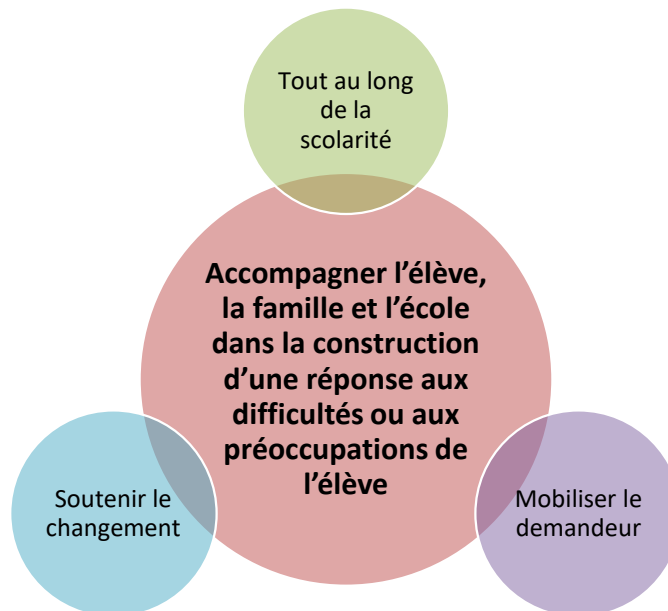 Tout au long
de la
scolarité
Accompagner l’élève,
la famille et l’école
dans la construction
d’une réponse aux
difficultés ou aux
préoccupations de
l’élève
Soutenir le
changement
Mobiliser le
demandeur